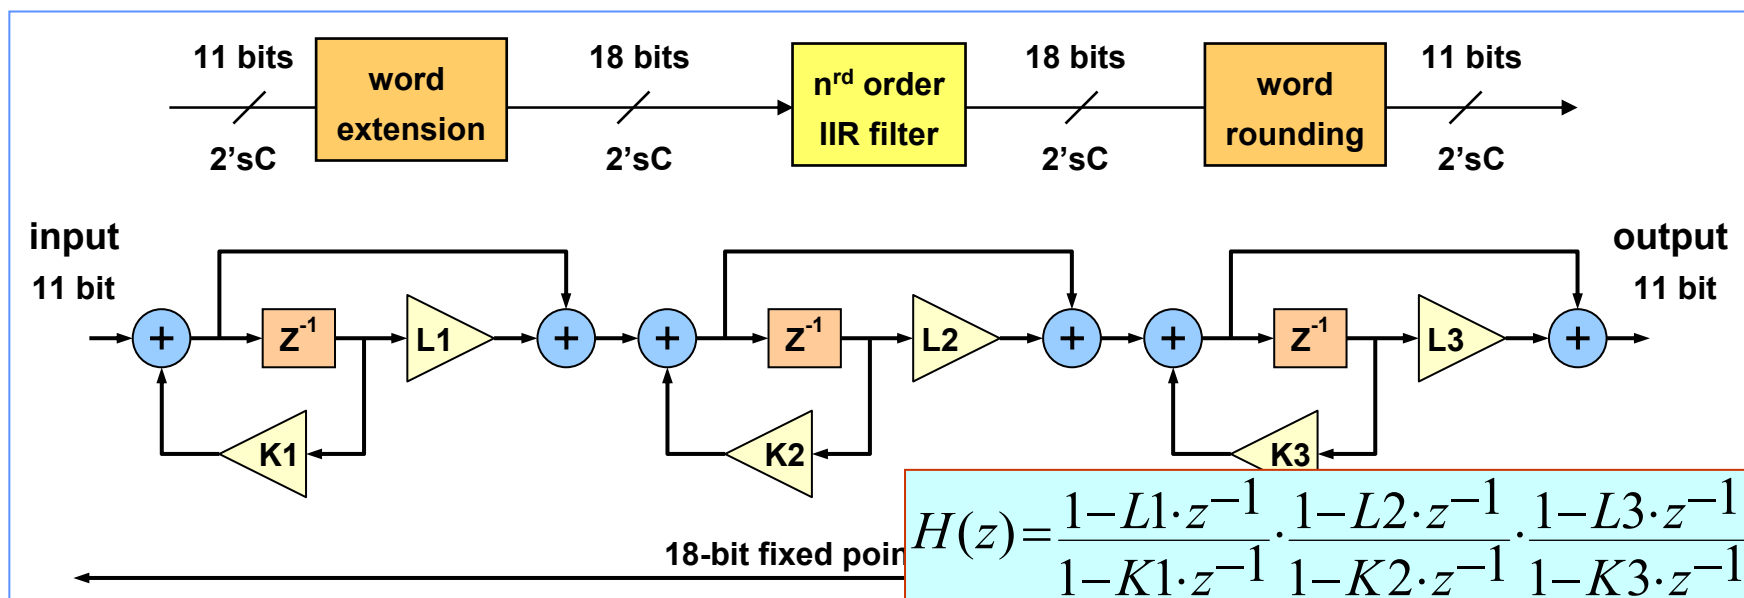 11 bits
2'sC
word
extension
18 bits
2'sC
nrd order
IIR filter
18 bits
2'sC
word
rounding
11 bits
2'sC
input
11 bit
+
Z-1
L1
K1
+
+
Z-1
L2
K2
+
+
Z-1
L3
K3
+
output
11 bit
18-bit fixed poin
H(z)=\frac{1-L1·z^{-1}}{1-K1·z^{-1}}·\frac{1-L2·z^{-1}}{1-K2·z^{-1}}·\frac{1-L3·z^{-1}}{1-K3·z^{-1}}